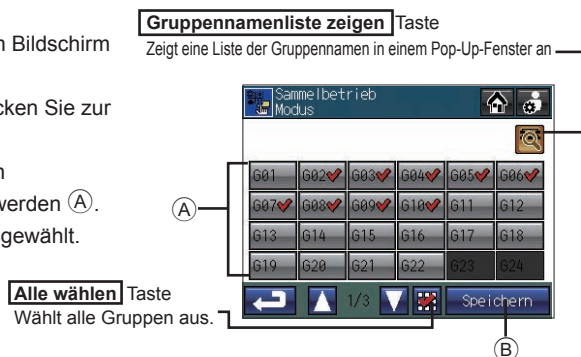 Gruppennamenliste zeigen Taste
Zeigt eine Liste der Gruppennamen in einem Pop-Up-Fenster an
Bildschirm
cken Sie zur
werden Ⓐ.
gewählt.
Alle wählen Taste
Wählt alle Gruppen aus.
Ⓐ
Sammelbetrieb
Modus
G01 G02 G03 G04 G05 G06
G07 G08 G09 G10 G11 G12
G13 G14 G15 G16 G17 G18
G19 G20 G21 G22 G23 G24
1/3 Speichern
Ⓑ